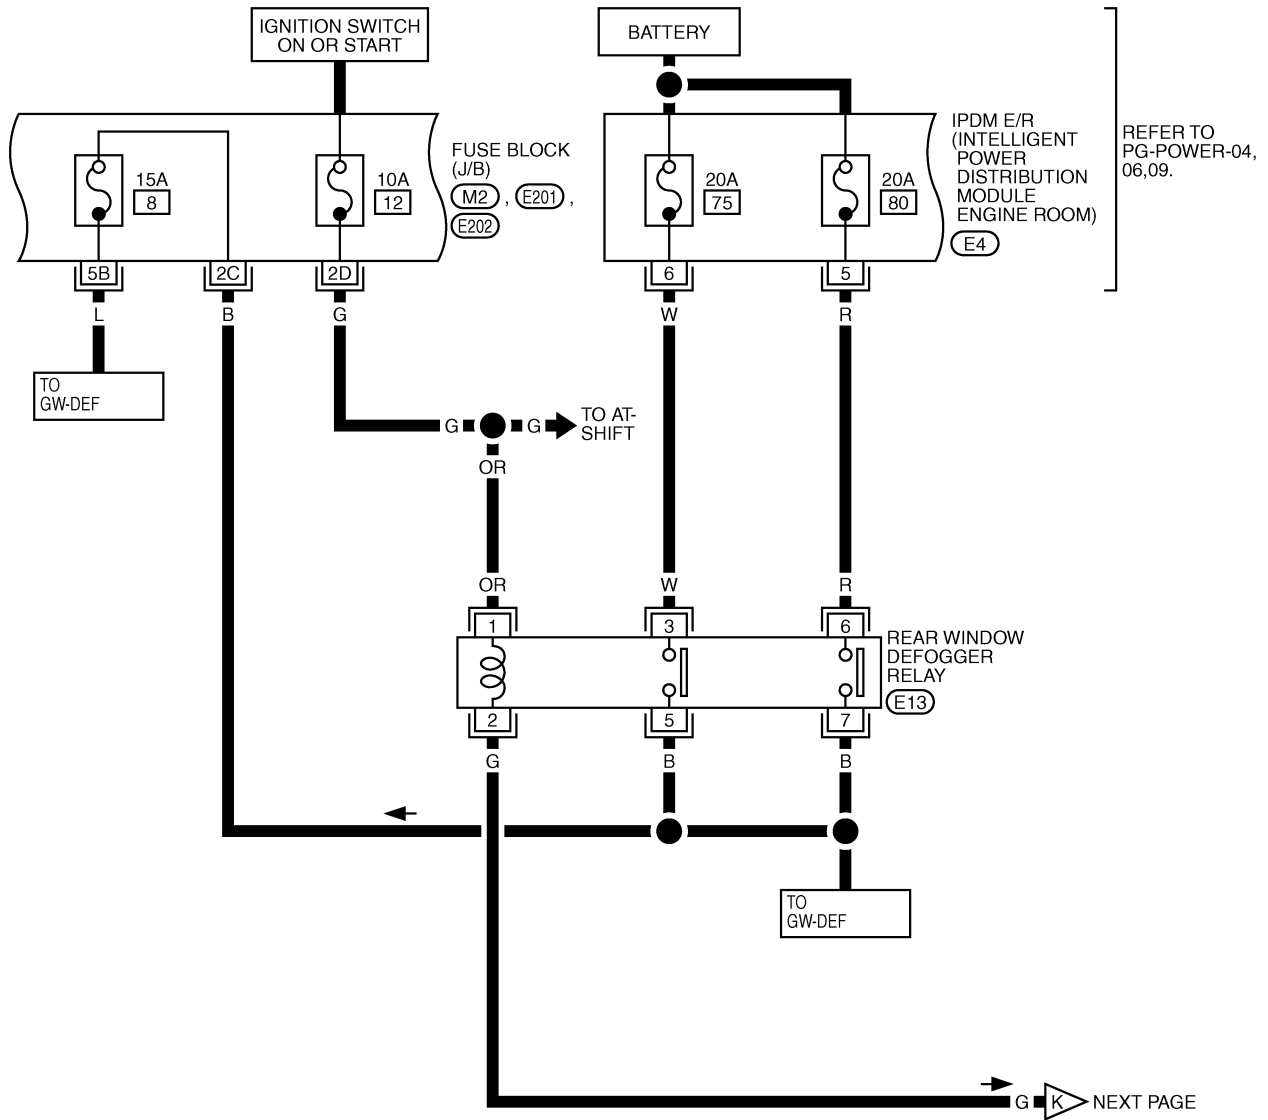 IGNITION SWITCH
ON OR START
BATTERY
IPDM E/R
(INTELLIGENT
POWER
DISTRIBUTION
MODULE
ENGINE ROOM)
E4
REFER TO
PG-POWER-04,
06,09.
FUSE BLOCK
(J/B)
M2 , E201 ,
E202
15A
8
10A
12
20A
75
20A
80
5B
2C
2D
6
5
L
B
G
W
R
TO
GW-DEF
G
G
TO AT-
SHIFT
OR
OR
W
R
1
3
6
REAR WINDOW
DEFOGGER
RELAY
E13
2
5
7
G
B
B
TO
GW-DEF
G
K
NEXT PAGE